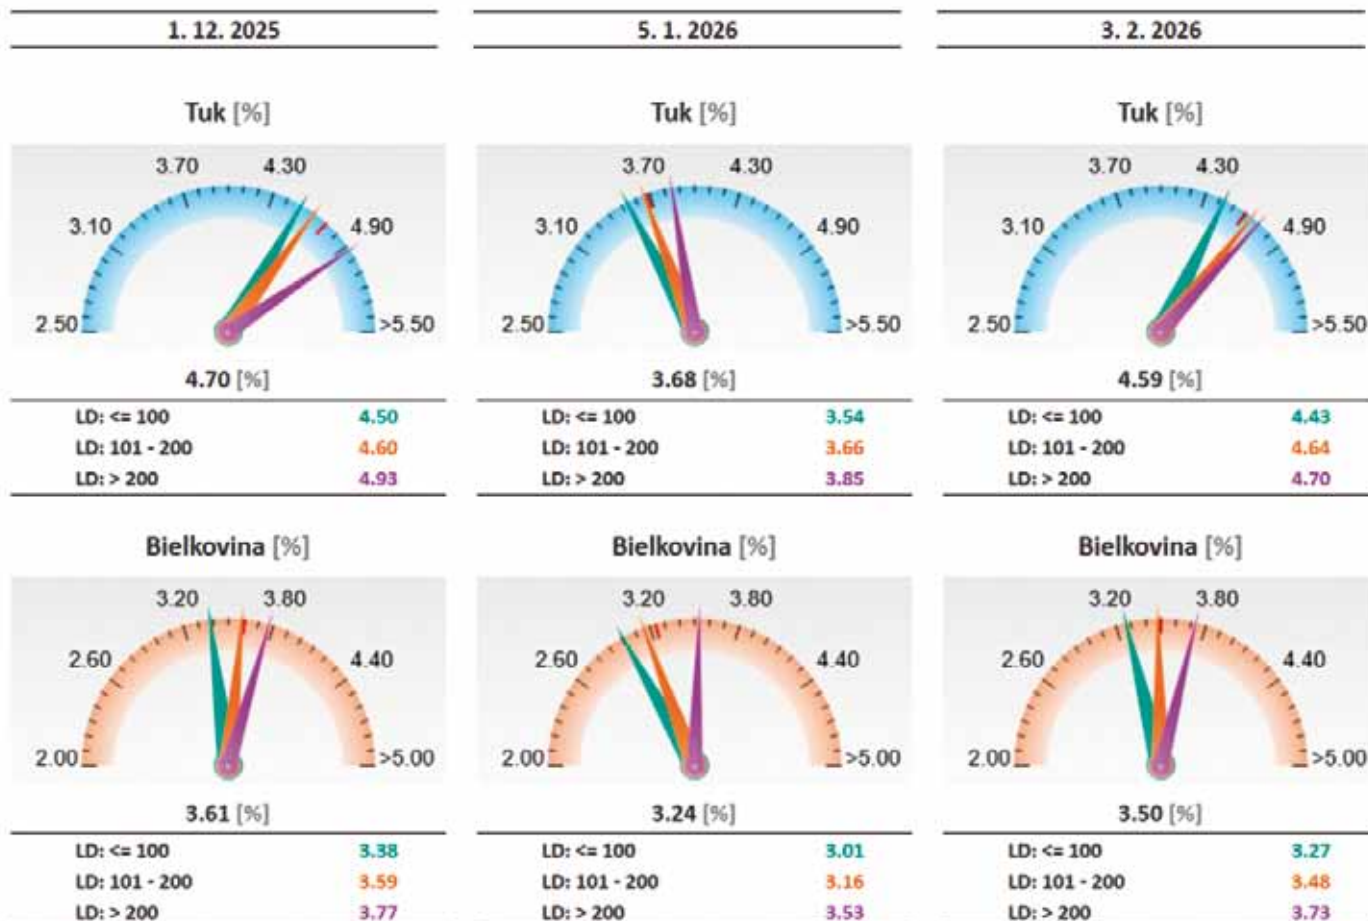 1. 12. 2025
5. 1. 2026
3. 2. 2026
Tuk [%]
Tuk [%]
Tuk [%]
2.50 3.10 3.70 4.30 4.90 >5.50
2.50 3.10 3.70 4.30 4.90 >5.50
2.50 3.10 3.70 4.30 4.90 >5.50
4.70 [%]
3.68 [%]
4.59 [%]
LD: <= 100 4.50
LD: 101 - 200 4.60
LD: > 200 4.93
LD: <= 100 3.54
LD: 101 - 200 3.66
LD: > 200 3.85
LD: <= 100 4.43
LD: 101 - 200 4.64
LD: > 200 4.70
Bielkovina [%]
Bielkovina [%]
Bielkovina [%]
2.00 2.60 3.20 3.80 4.40 >5.00
2.00 2.60 3.20 3.80 4.40 >5.00
2.00 2.60 3.20 3.80 4.40 >5.00
3.61 [%]
3.24 [%]
3.50 [%]
LD: <= 100 3.38
LD: 101 - 200 3.59
LD: > 200 3.77
LD: <= 100 3.01
LD: 101 - 200 3.16
LD: > 200 3.53
LD: <= 100 3.27
LD: 101 - 200 3.48
LD: > 200 3.73